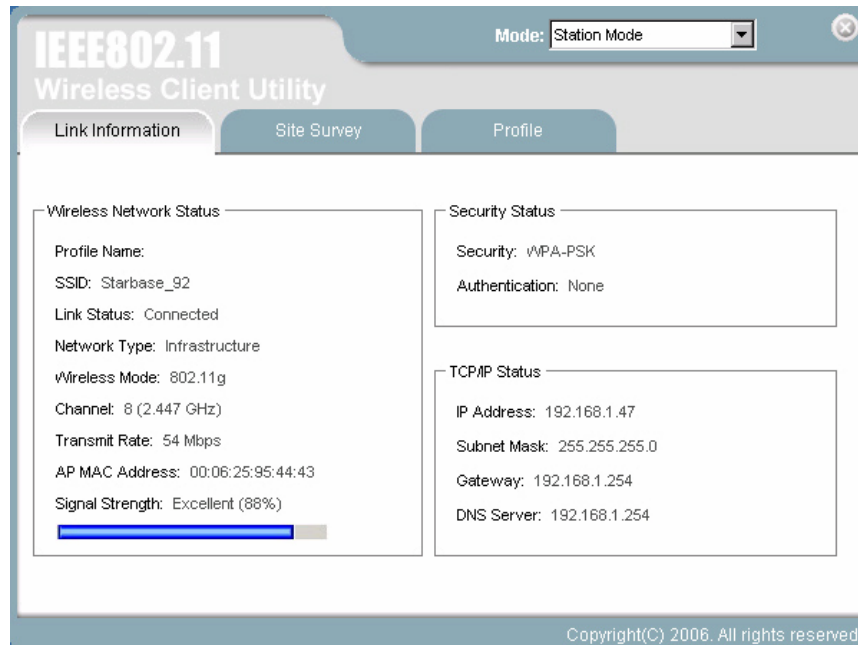 IEEE802.11
Wireless Client Utility
Mode: Station Mode
Link Information
Site Survey
Profile
Wireless Network Status
Profile Name:
SSID: Starbase_92
Link Status: Connected
Network Type: Infrastructure
Wireless Mode: 802.11g
Channel: 8 (2.447 GHz)
Transmit Rate: 54 Mbps
AP MAC Address: 00:06:25:95:44:43
Signal Strength: Excellent (88%)
Security Status
Security: WPA-PSK
Authentication: None
TCP/IP Status
IP Address: 192.168.1.47
Subnet Mask: 255.255.255.0
Gateway: 192.168.1.254
DNS Server: 192.168.1.254
Copyright(C) 2006. All rights reserved